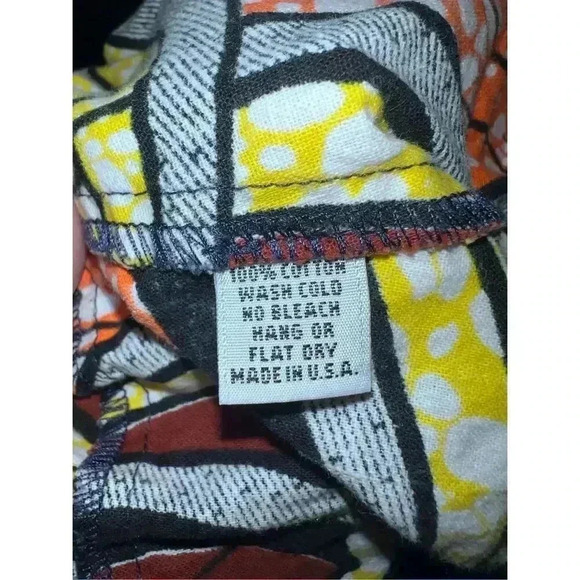 100% COTTON
WASH COLD
NO BLEACH
HANG OR
FLAT DRY
MADE IN U.S.A.